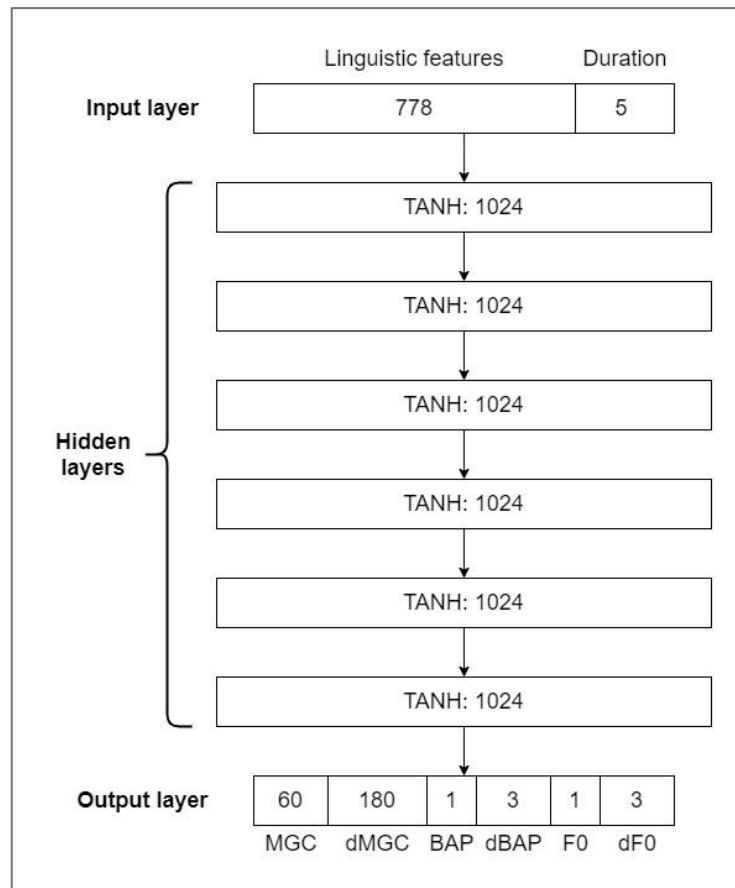 Linguistic features Duration
Input layer 778 5
TANH: 1024
TANH: 1024
TANH: 1024
Hidden
layers
TANH: 1024
TANH: 1024
TANH: 1024
Output layer 60 180 1 3 1 3
MGC dMGC BAP dBAP F0 dF0